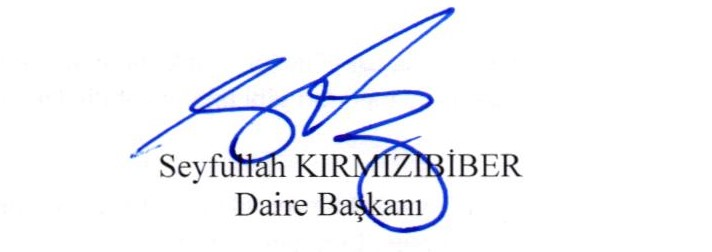 Seyfullah KIRMIZIBİBER
Daire Başkanı